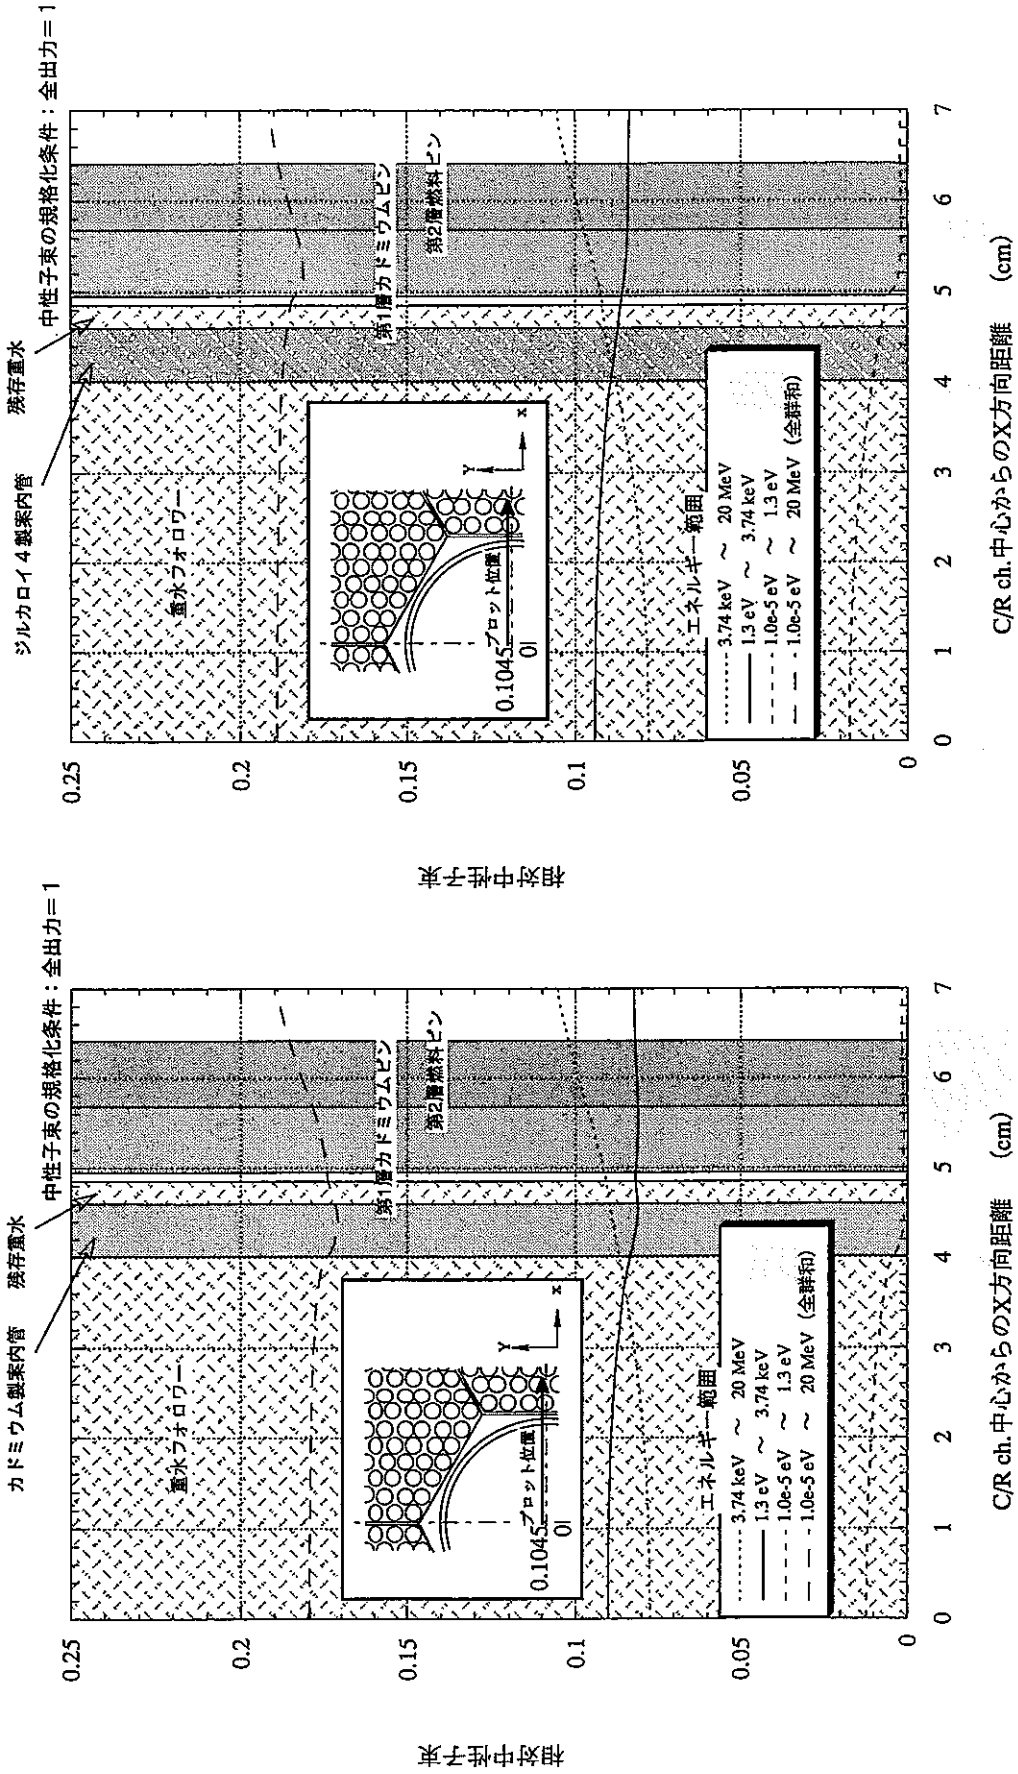 カドミウム製案内管
残存重水
中性子束の規格化条件：全出力＝1
重水フォロワー
第1層カドミウムピン
第2層燃料ピン
相対中性子束
0.25
0.2
0.15
0.1
0.05
0
Y
x
プロット位置
0.1045
0
エネルギー範囲
3.74 keV ～ 20 MeV
1.3 eV ～ 3.74 keV
1.0e-5 eV ～ 1.3 eV
1.0e-5 eV ～ 20 MeV (全群和)
0 1 2 3 4 5 6 7
C/R ch.中心からのX方向距離 (cm)
ジルカロイ4製案内管
残存重水
中性子束の規格化条件：全出力＝1
重水フォロワー
第1層カドミウムピン
第2層燃料ピン
相対中性子束
0.25
0.2
0.15
0.1
0.05
0
Y
x
プロット位置
0.1045
0
エネルギー範囲
3.74 keV ～ 20 MeV
1.3 eV ～ 3.74 keV
1.0e-5 eV ～ 1.3 eV
1.0e-5 eV ～ 20 MeV (全群和)
0 1 2 3 4 5 6 7
C/R ch.中心からのX方向距離 (cm)